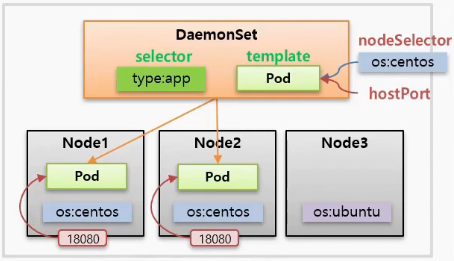 DaemonSet
selector
template
nodeSelector
type:app
Pod
os:centos
hostPort
Node1
Node2
Node3
Pod
Pod
os:centos
os:centos
os:ubuntu
18080
18080